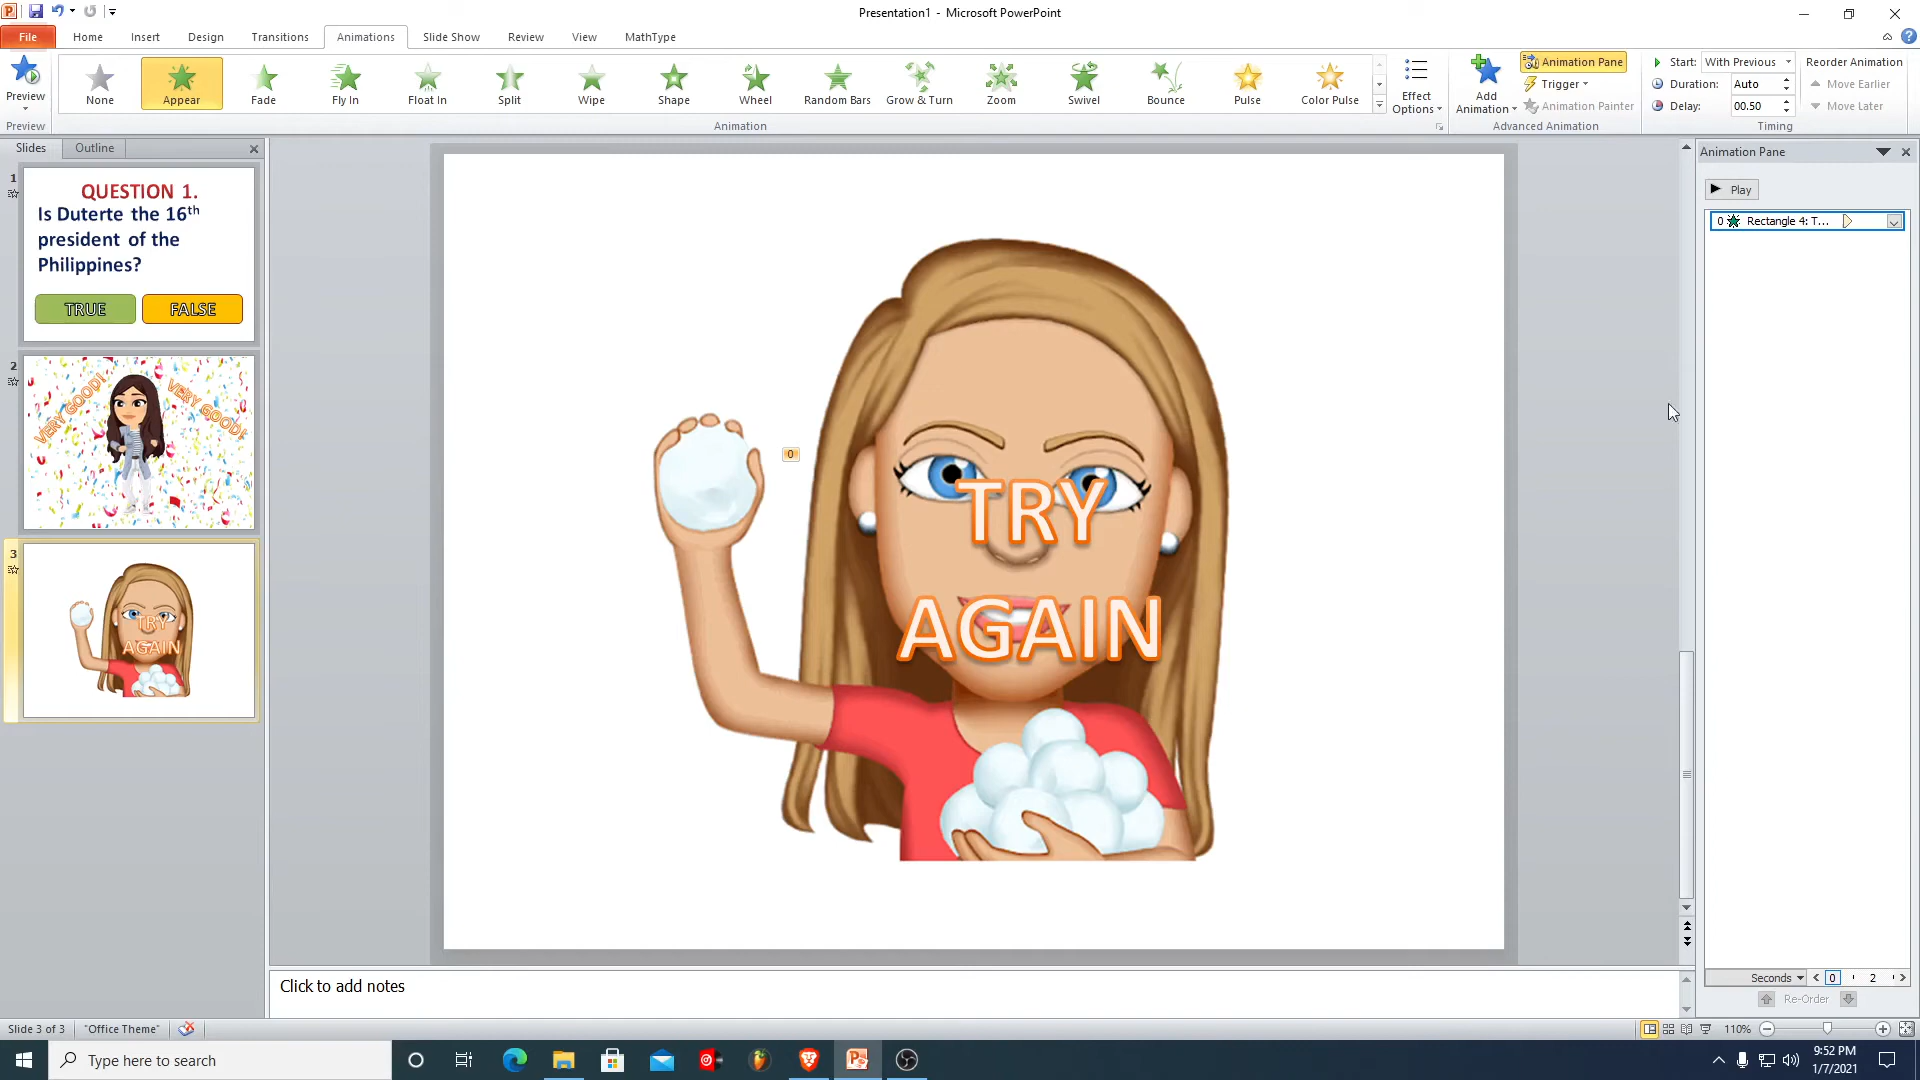 Presentation1 - Microsoft PowerPoint
File Home Insert Design Transitions Animations Slide Show Review View MathType
Preview
None Appear Fade Fly In Float In Split Wipe Shape Wheel Random Bars Grow & Turn Zoom Swivel Bounce Pulse Color Pulse
Effect
Options
Add
Animation
Animation Pane
Trigger
Animation Painter
Start: With Previous
Duration: Auto
Delay: 00.50
Reorder Animation
Move Earlier
Move Later
Preview Animation Advanced Animation Timing
Slides Outline
1
QUESTION 1.
Is Duterte the 16th
president of the
Philippines?
TRUE FALSE
2
VERY GOOD! VERY GOOD!
3
TRY
AGAIN
0
TRY
AGAIN
Animation Pane
Play
0 Rectangle 4: T...
Seconds 0 2
Re-Order
Click to add notes
Slide 3 of 3 "Office Theme" 110%
Type here to search
9:52 PM
1/7/2021